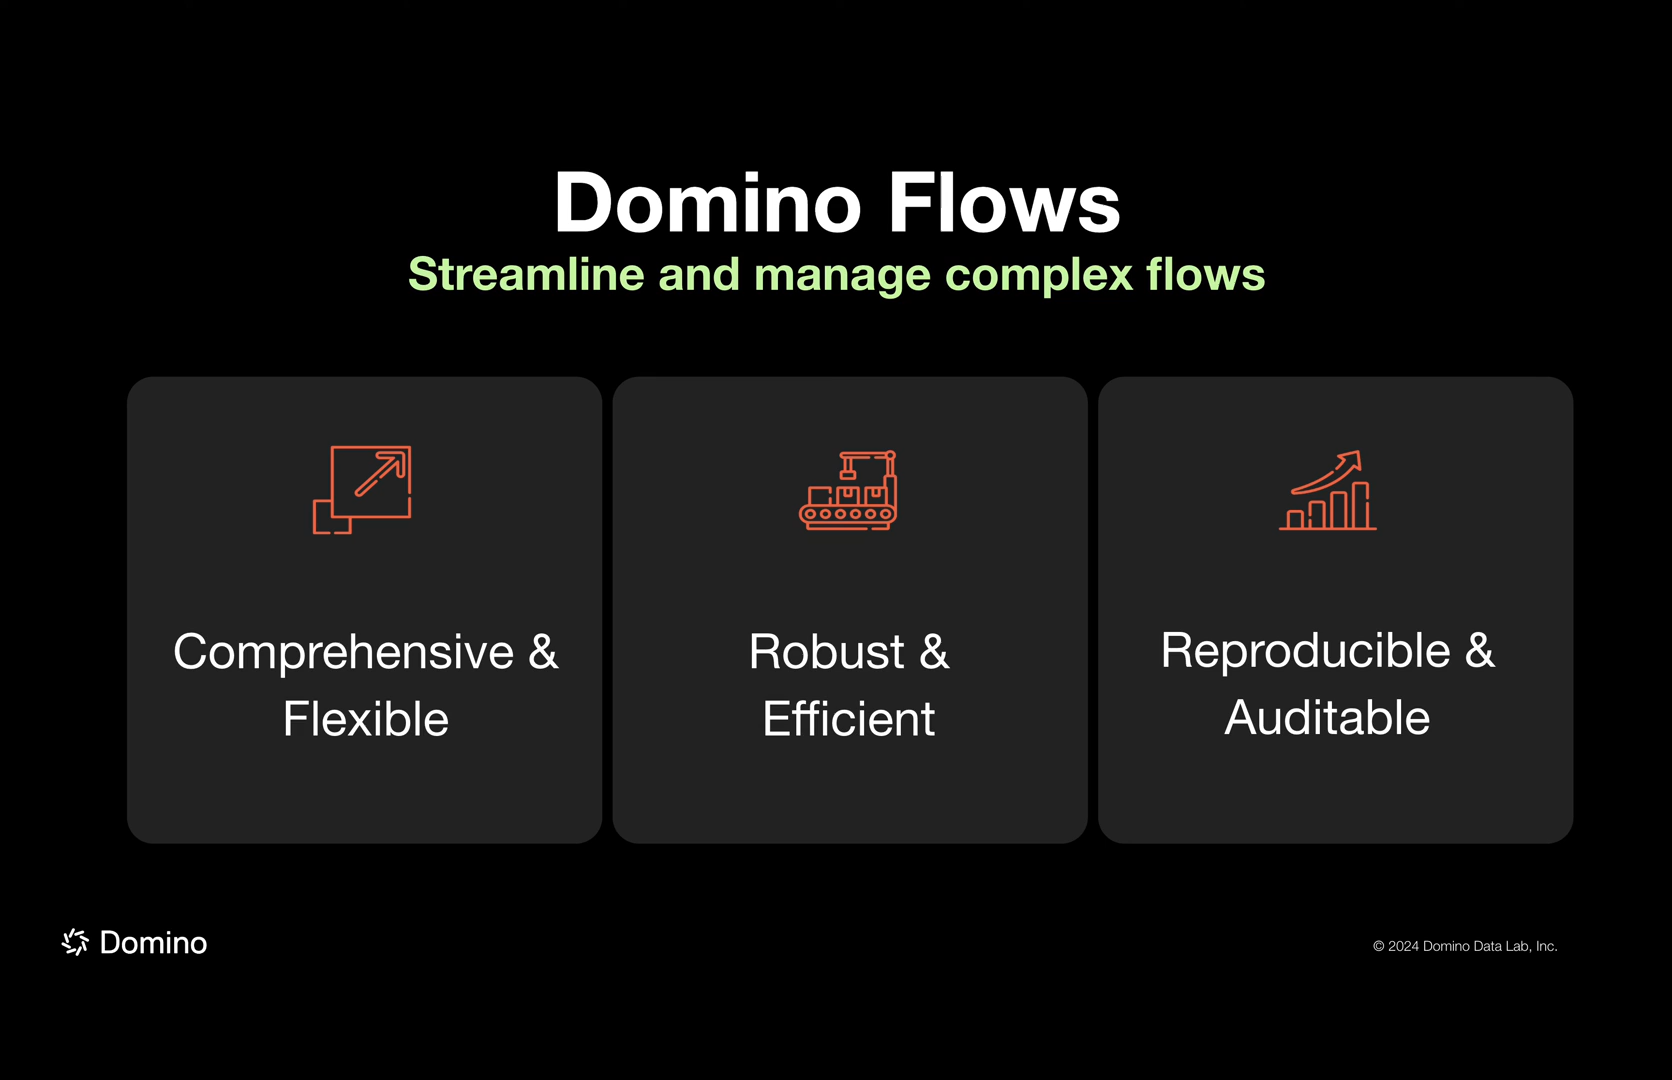 Domino Flows
Streamline and manage complex flows
Comprehensive &
Flexible
Robust &
Efficient
Reproducible &
Auditable
Domino
© 2024 Domino Data Lab, Inc.